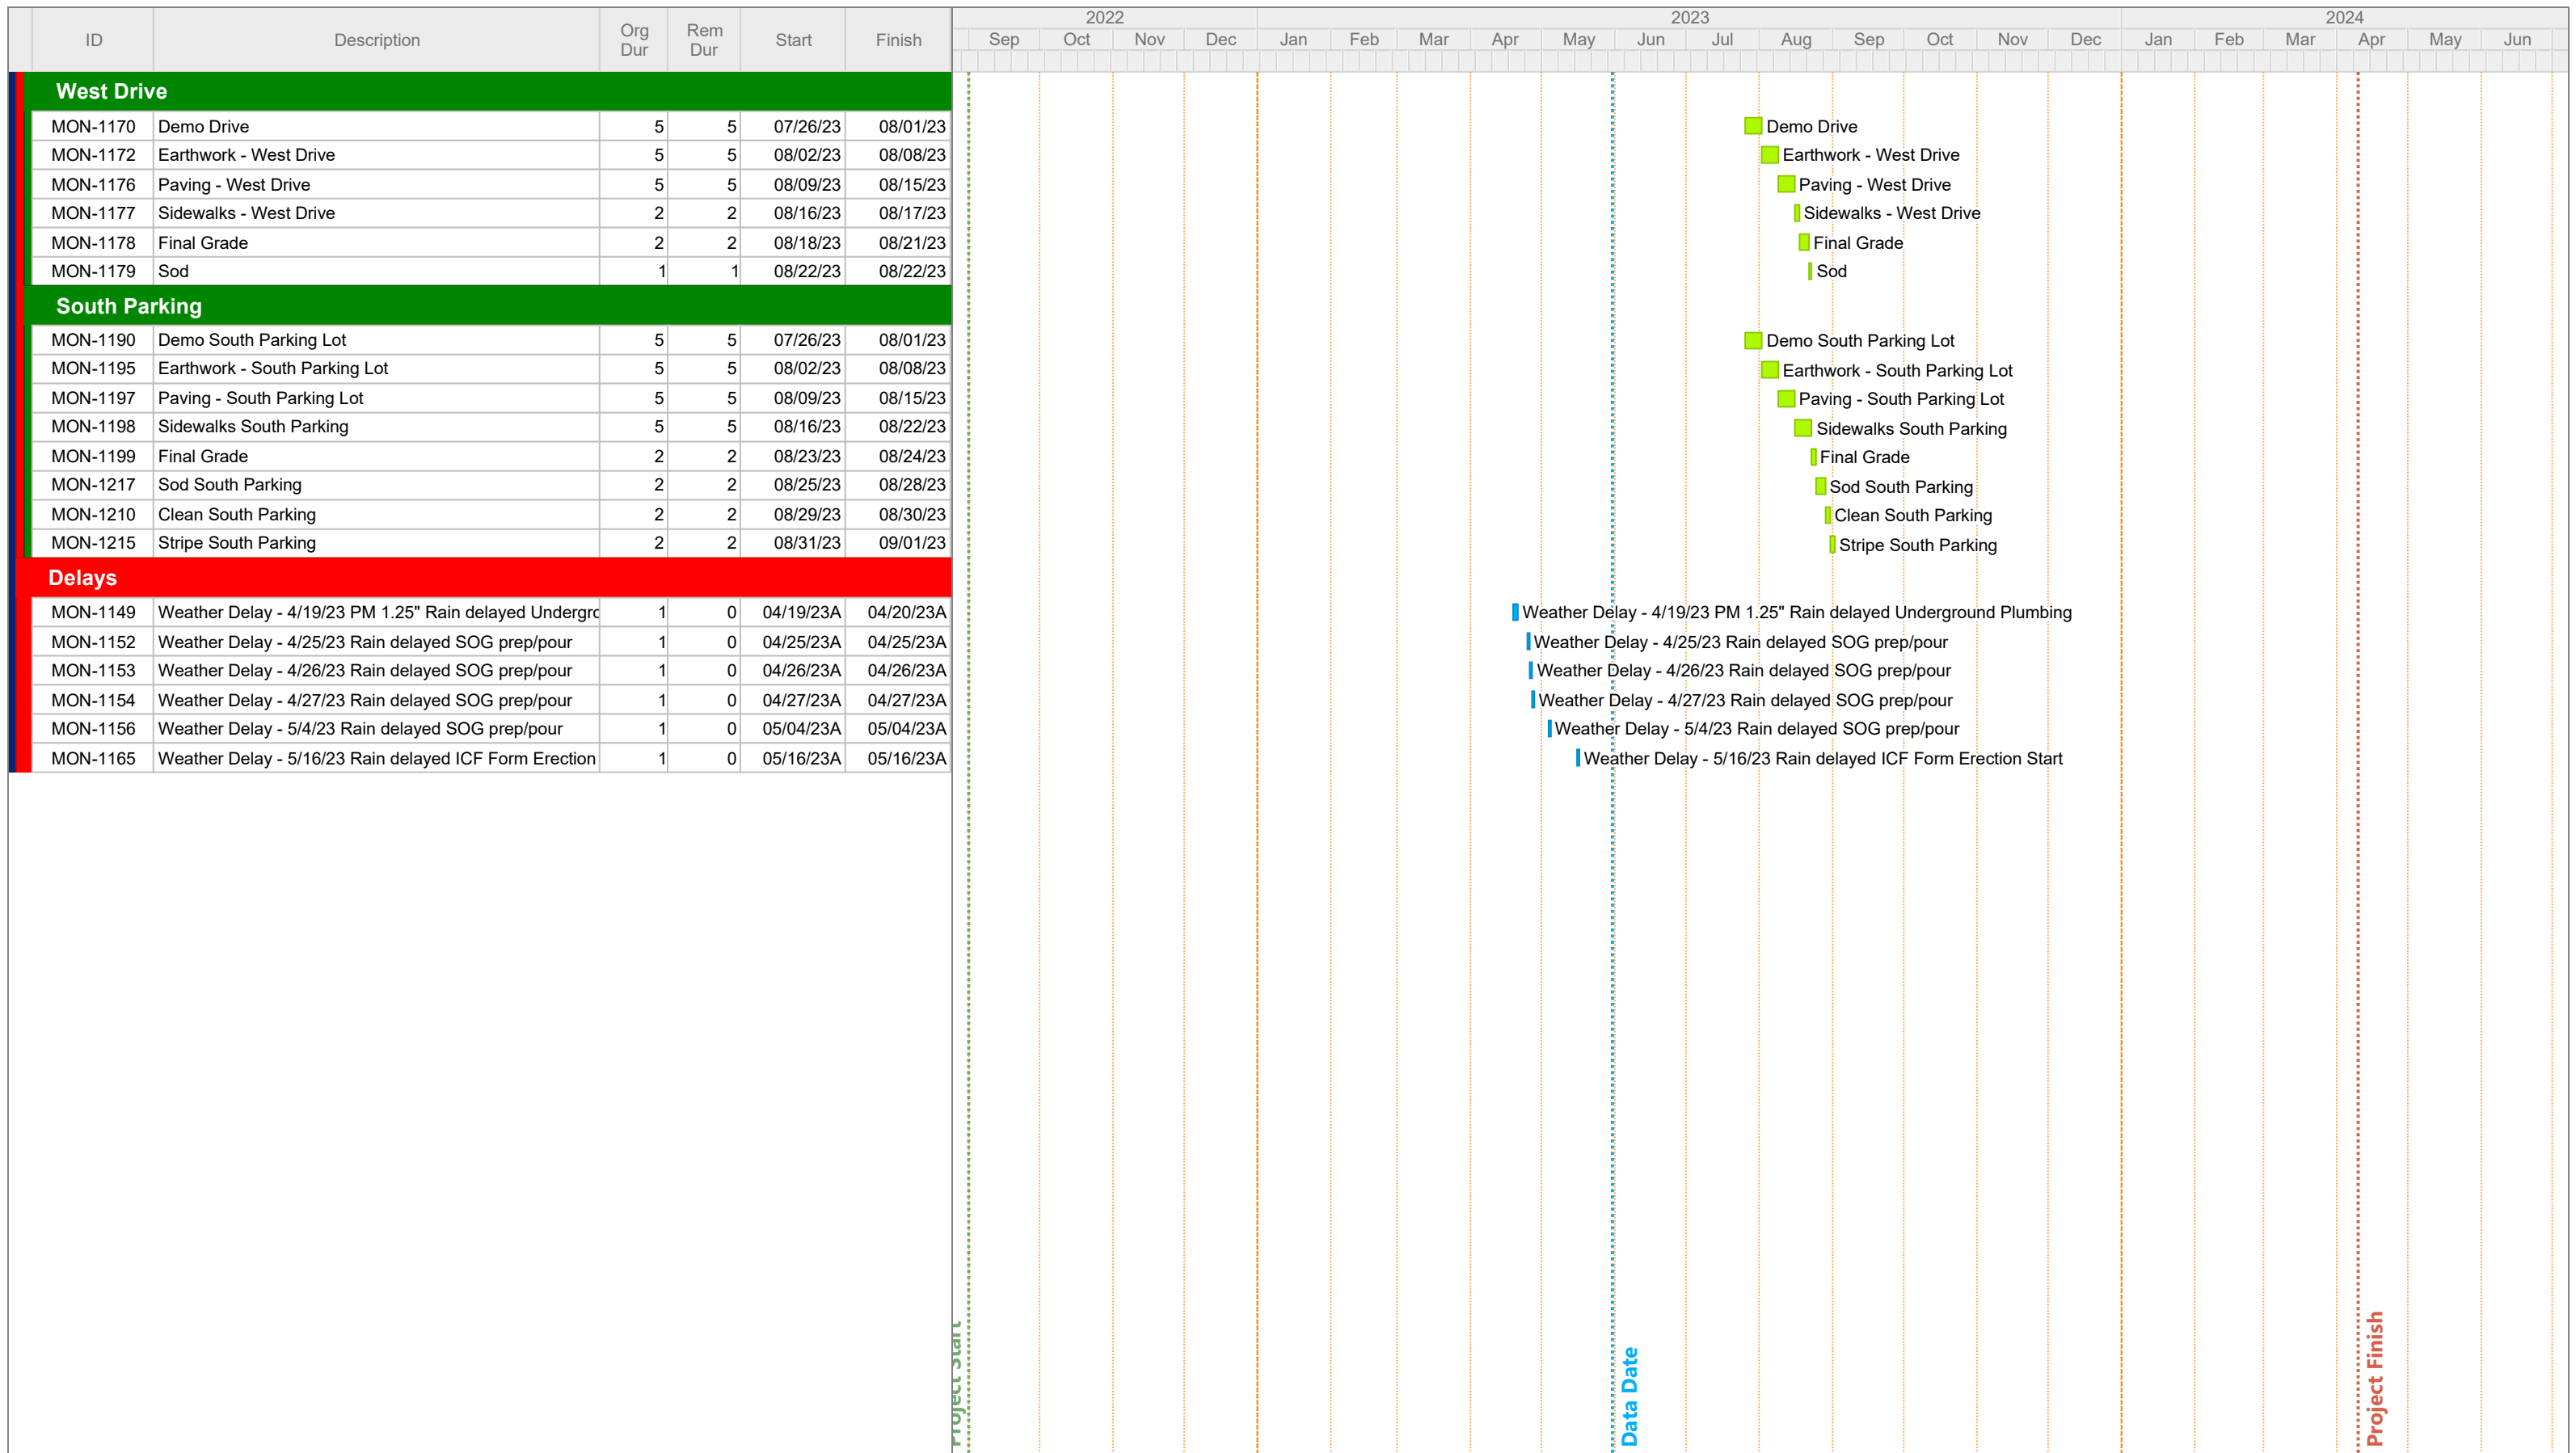 2022 2023 2024
ID Description Org Dur Rem Dur Start Finish Sep Oct Nov Dec Jan Feb Mar Apr May Jun Jul Aug Sep Oct Nov Dec Jan Feb Mar Apr May Jun
West Drive
MON-1170 Demo Drive 5 5 07/26/23 08/01/23 Demo Drive
MON-1172 Earthwork - West Drive 5 5 08/02/23 08/08/23 Earthwork - West Drive
MON-1176 Paving - West Drive 5 5 08/09/23 08/15/23 Paving - West Drive
MON-1177 Sidewalks - West Drive 2 2 08/16/23 08/17/23 Sidewalks - West Drive
MON-1178 Final Grade 2 2 08/18/23 08/21/23 Final Grade
MON-1179 Sod 1 1 08/22/23 08/22/23 Sod
South Parking
MON-1190 Demo South Parking Lot 5 5 07/26/23 08/01/23 Demo South Parking Lot
MON-1195 Earthwork - South Parking Lot 5 5 08/02/23 08/08/23 Earthwork - South Parking Lot
MON-1197 Paving - South Parking Lot 5 5 08/09/23 08/15/23 Paving - South Parking Lot
MON-1198 Sidewalks South Parking 5 5 08/16/23 08/22/23 Sidewalks South Parking
MON-1199 Final Grade 2 2 08/23/23 08/24/23 Final Grade
MON-1217 Sod South Parking 2 2 08/25/23 08/28/23 Sod South Parking
MON-1210 Clean South Parking 2 2 08/29/23 08/30/23 Clean South Parking
MON-1215 Stripe South Parking 2 2 08/31/23 09/01/23 Stripe South Parking
Delays
MON-1149 Weather Delay - 4/19/23 PM 1.25" Rain delayed Undergro 1 0 04/19/23A 04/20/23A Weather Delay - 4/19/23 PM 1.25" Rain delayed Underground Plumbing
MON-1152 Weather Delay - 4/25/23 Rain delayed SOG prep/pour 1 0 04/25/23A 04/25/23A Weather Delay - 4/25/23 Rain delayed SOG prep/pour
MON-1153 Weather Delay - 4/26/23 Rain delayed SOG prep/pour 1 0 04/26/23A 04/26/23A Weather Delay - 4/26/23 Rain delayed SOG prep/pour
MON-1154 Weather Delay - 4/27/23 Rain delayed SOG prep/pour 1 0 04/27/23A 04/27/23A Weather Delay - 4/27/23 Rain delayed SOG prep/pour
MON-1156 Weather Delay - 5/4/23 Rain delayed SOG prep/pour 1 0 05/04/23A 05/04/23A Weather Delay - 5/4/23 Rain delayed SOG prep/pour
MON-1165 Weather Delay - 5/16/23 Rain delayed ICF Form Erection 1 0 05/16/23A 05/16/23A Weather Delay - 5/16/23 Rain delayed ICF Form Erection Start
Project Start
Data Date
Project Finish